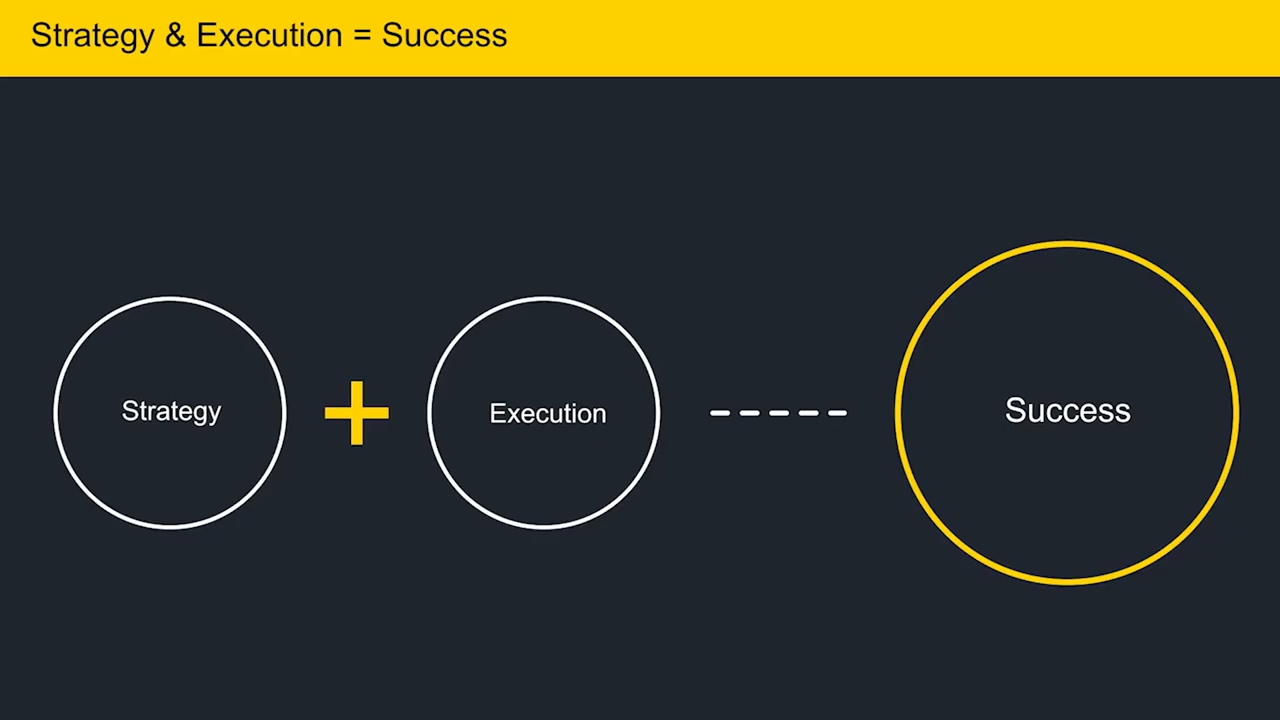 Strategy & Execution = Success
Strategy
Execution
Success